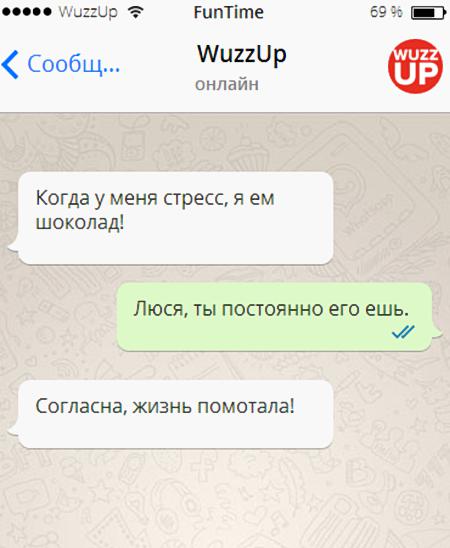 WuzzUp FunTime 69 %
Сообщ... WuzzUp WUZZ
онлайн UP
Когда у меня стресс, я ем
шоколад!
Люся, ты постоянно его ешь.
Согласна, жизнь помотала!